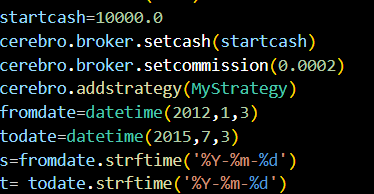 startcash=10000.0
cerebro.broker.setcash(startcash)
cerebro.broker.setcommission(0.0002)
cerebro.addstrategy(MyStrategy)
fromdate=datetime(2012,1,3)
todate=datetime(2015,7,3)
s=fromdate.strftime('%Y-%m-%d')
t= todate.strftime('%Y-%m-%d')